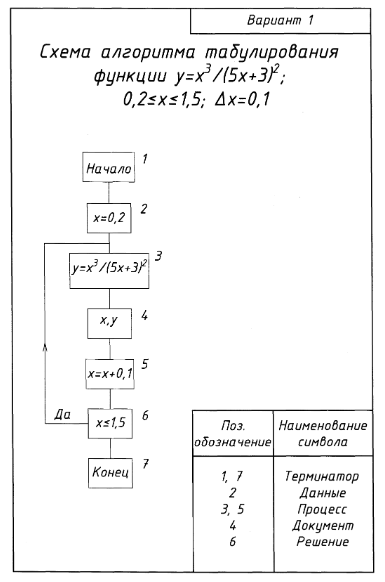 Вариант 1
Схема алгоритма табулирования
функции y=x³/(5x+3)²;
0,2≤x≤1,5; Δx=0,1
Начало 1
x=0,2 2
y=x³/(5x+3)² 3
x,y 4
x=x+0,1 5
Да x≤1,5 6
Конец 7
Поз. обозначение Наименование символа
1, 7 Терминатор
2 Данные
3, 5 Процесс
4 Документ
6 Решение